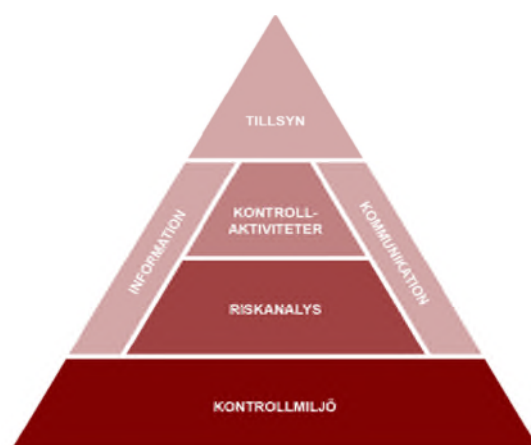 TILLSYN
INFORMATION
KONTROLL-
AKTIVITETER
KOMMUNIKATION
RISKANALYS
KONTROLLMILJÖ